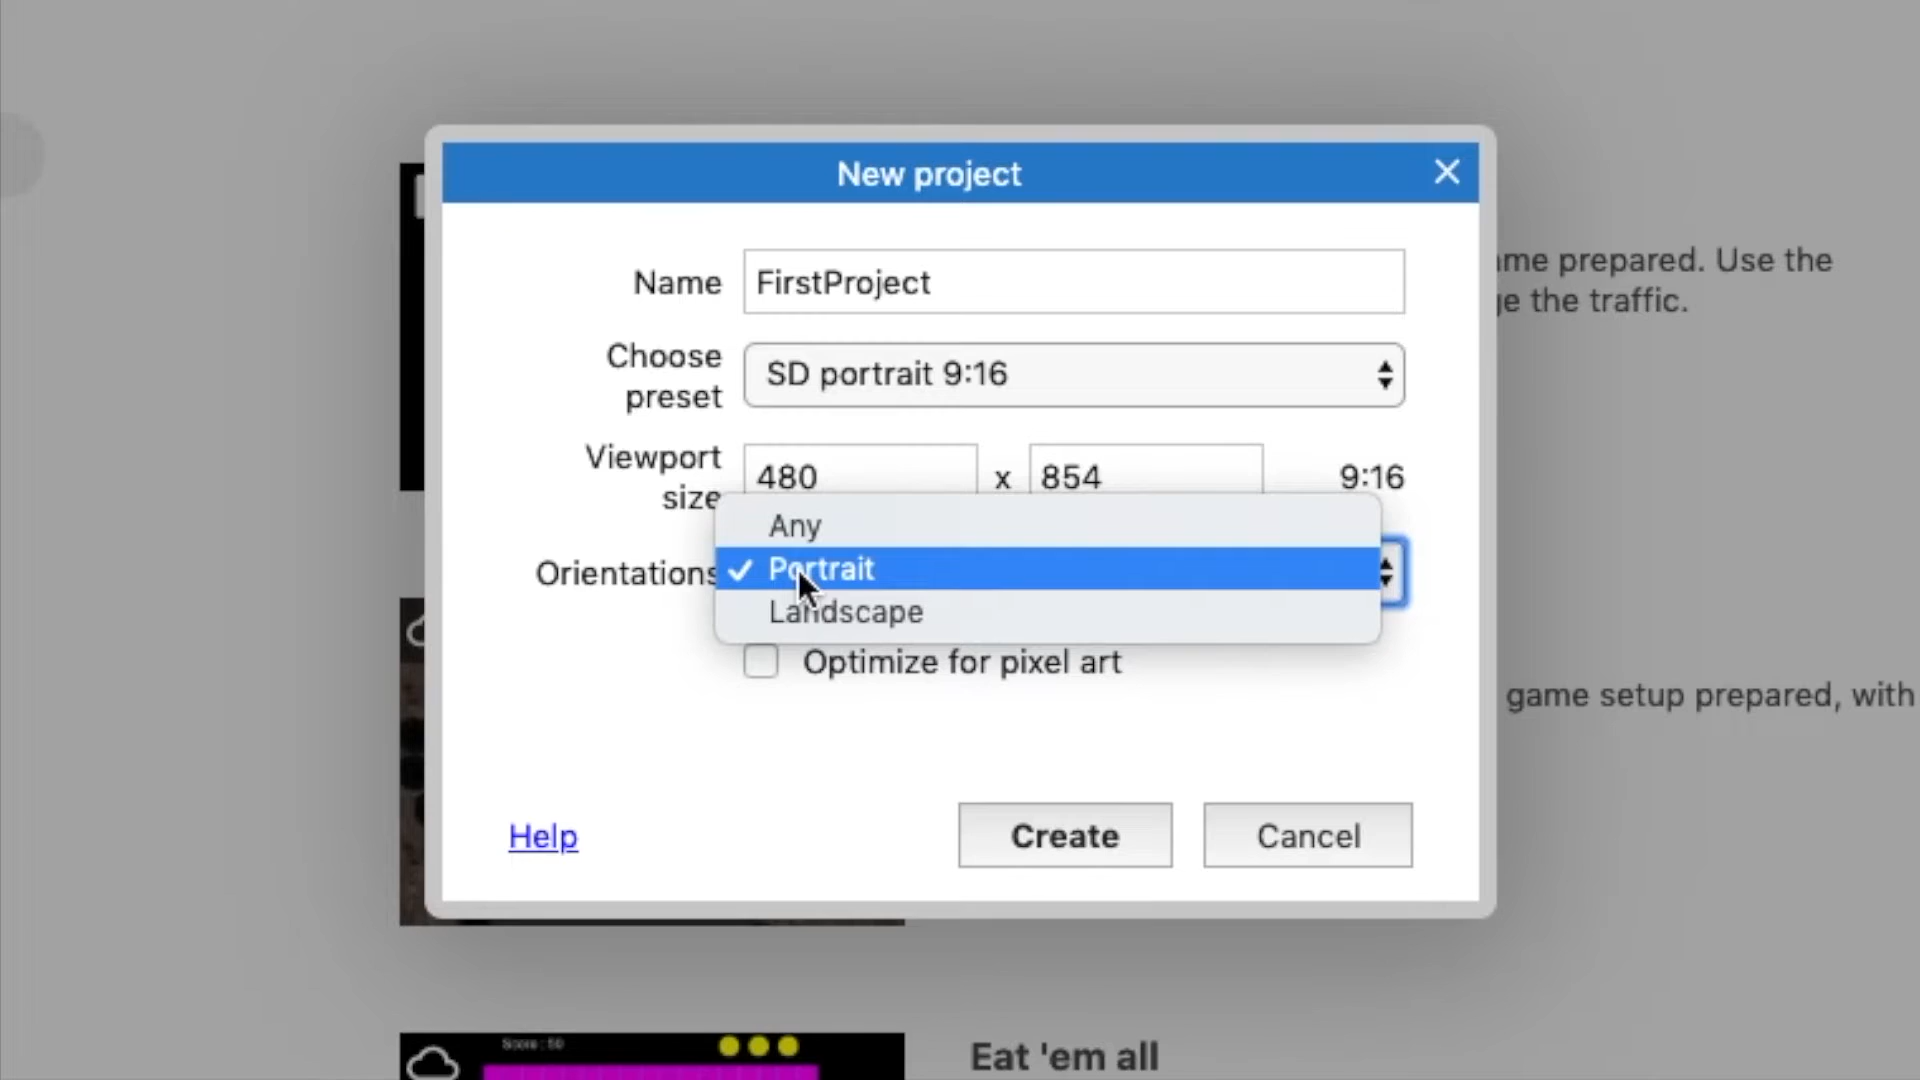 New project
Name FirstProject
Choose preset SD portrait 9:16
Viewport size 480 x 854 9:16
Orientations
Any
Portrait
Landscape
Optimize for pixel art
Help
Create
Cancel
prepared. Use the
the traffic.
game setup prepared, with
Score : 50
Eat 'em all